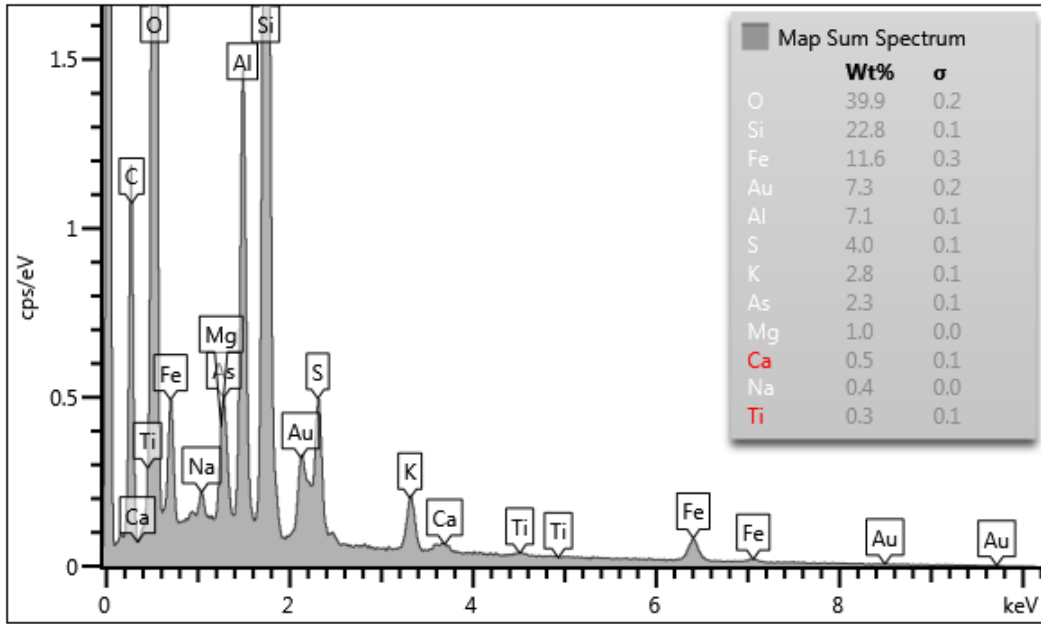 Map Sum Spectrum
Wt% σ
O 39.9 0.2
Si 22.8 0.1
Fe 11.6 0.3
Au 7.3 0.2
Al 7.1 0.1
S 4.0 0.1
K 2.8 0.1
As 2.3 0.1
Mg 1.0 0.0
Ca 0.5 0.1
Na 0.4 0.0
Ti 0.3 0.1
cps/eV
1.5
1
0.5
0
O
Si
Al
C
Mg
As
Fe
Ti
Na
Ca
Au
S
K
Ca
Ti
Ti
Fe
Fe
Au
Au
0 2 4 6 8 keV